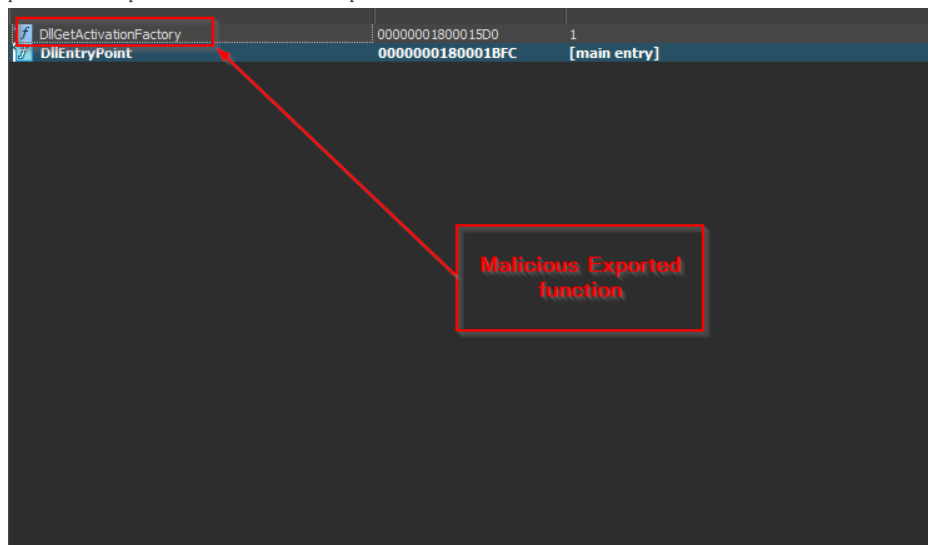 DllGetActivationFactory 00000001800015D0 1
DllEntryPoint 0000000180001BFC [main entry]
Malicious Exported
function